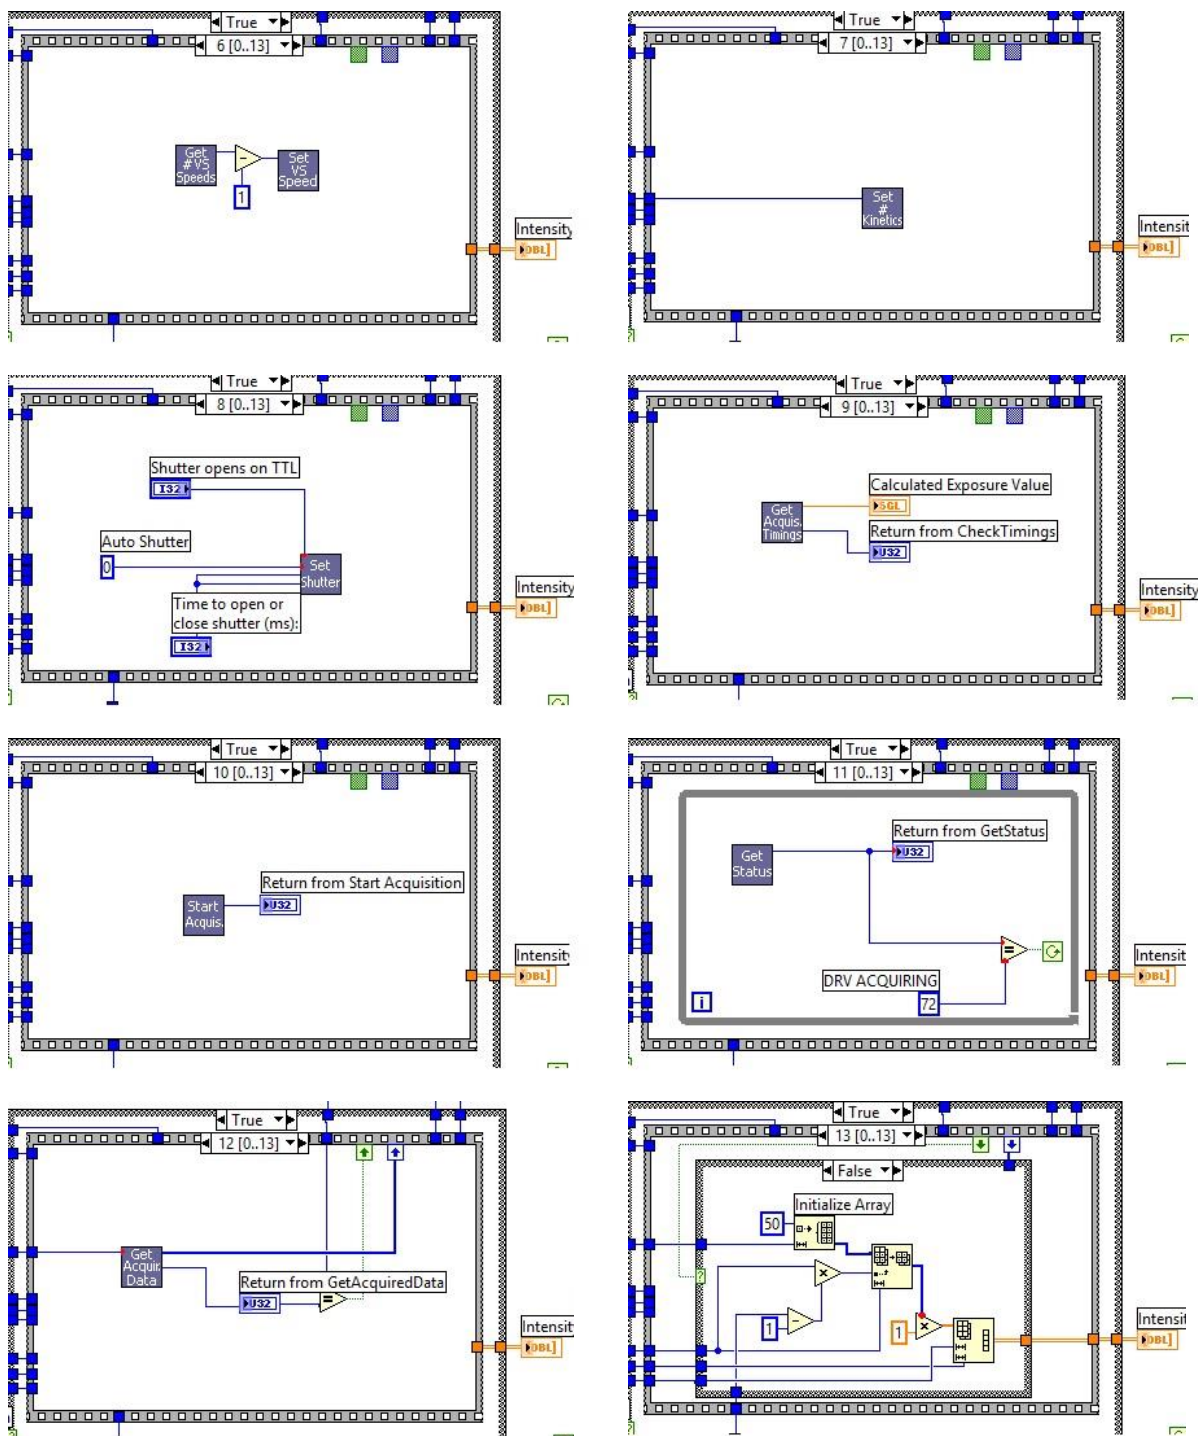 True
6 [0..13]
Get
#VS
Speeds
-
Set
VS
Speed
1
Intensity
DBL]
True
7 [0..13]
Set
#
Kinetics
Intensit
DBL]
True
8 [0..13]
Shutter opens on TTL
I32
Auto Shutter
0
Set
Shutter
Time to open or
close shutter (ms):
I32
Intensity
DBL]
True
9 [0..13]
Get
Acquis.
Timings
Calculated Exposure Value
SGL
Return from CheckTimings
U32
Intensity
DBL]
True
10 [0..13]
Start
Acquis.
Return from Start Acquisition
U32
Intensit
DBL]
True
11 [0..13]
Get
Status
Return from GetStatus
U32
=
DRV ACQUIRING
72
i
Intensit
DBL]
True
12 [0..13]
Get
Acquir.
Data
Return from GetAcquiredData
U32
=
Intensit
DBL]
True
13 [0..13]
False
Initialize Array
50
?
x
1
-
1
x
Intensit
DBL]